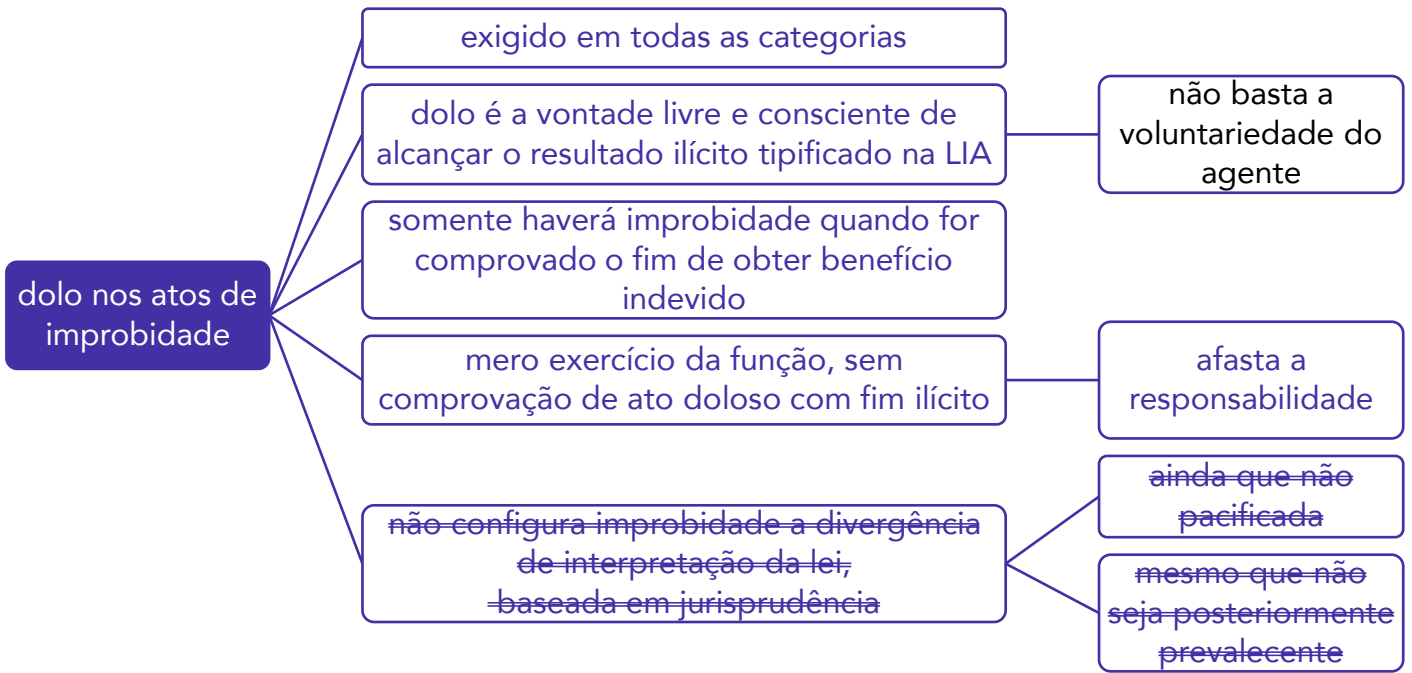 dolo nos atos de
improbidade
exigido em todas as categorias
dolo é a vontade livre e consciente de
alcançar o resultado ilícito tipificado na LIA
não basta a
voluntariedade do
agente
somente haverá improbidade quando for
comprovado o fim de obter benefício
indevido
mero exercício da função, sem
comprovação de ato doloso com fim ilícito
afasta a
responsabilidade
não configura improbidade a divergência
de interpretação da lei,
baseada em jurisprudência
ainda que não
pacificada
mesmo que não
seja posteriormente
prevalecente